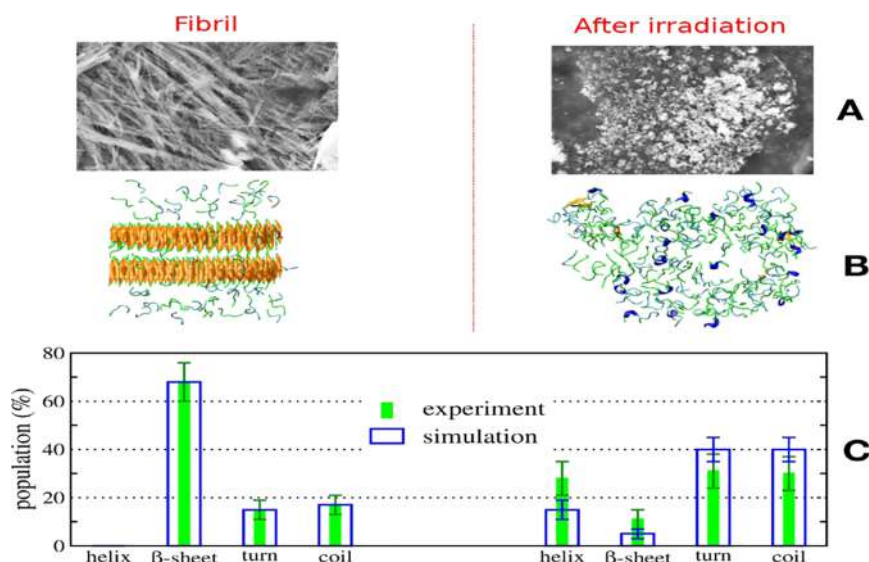 Fibril
After irradiation
A
B
80
60
40
20
0
population (%)
experiment
simulation
C
helix β-sheet turn coil helix β-sheet turn coil